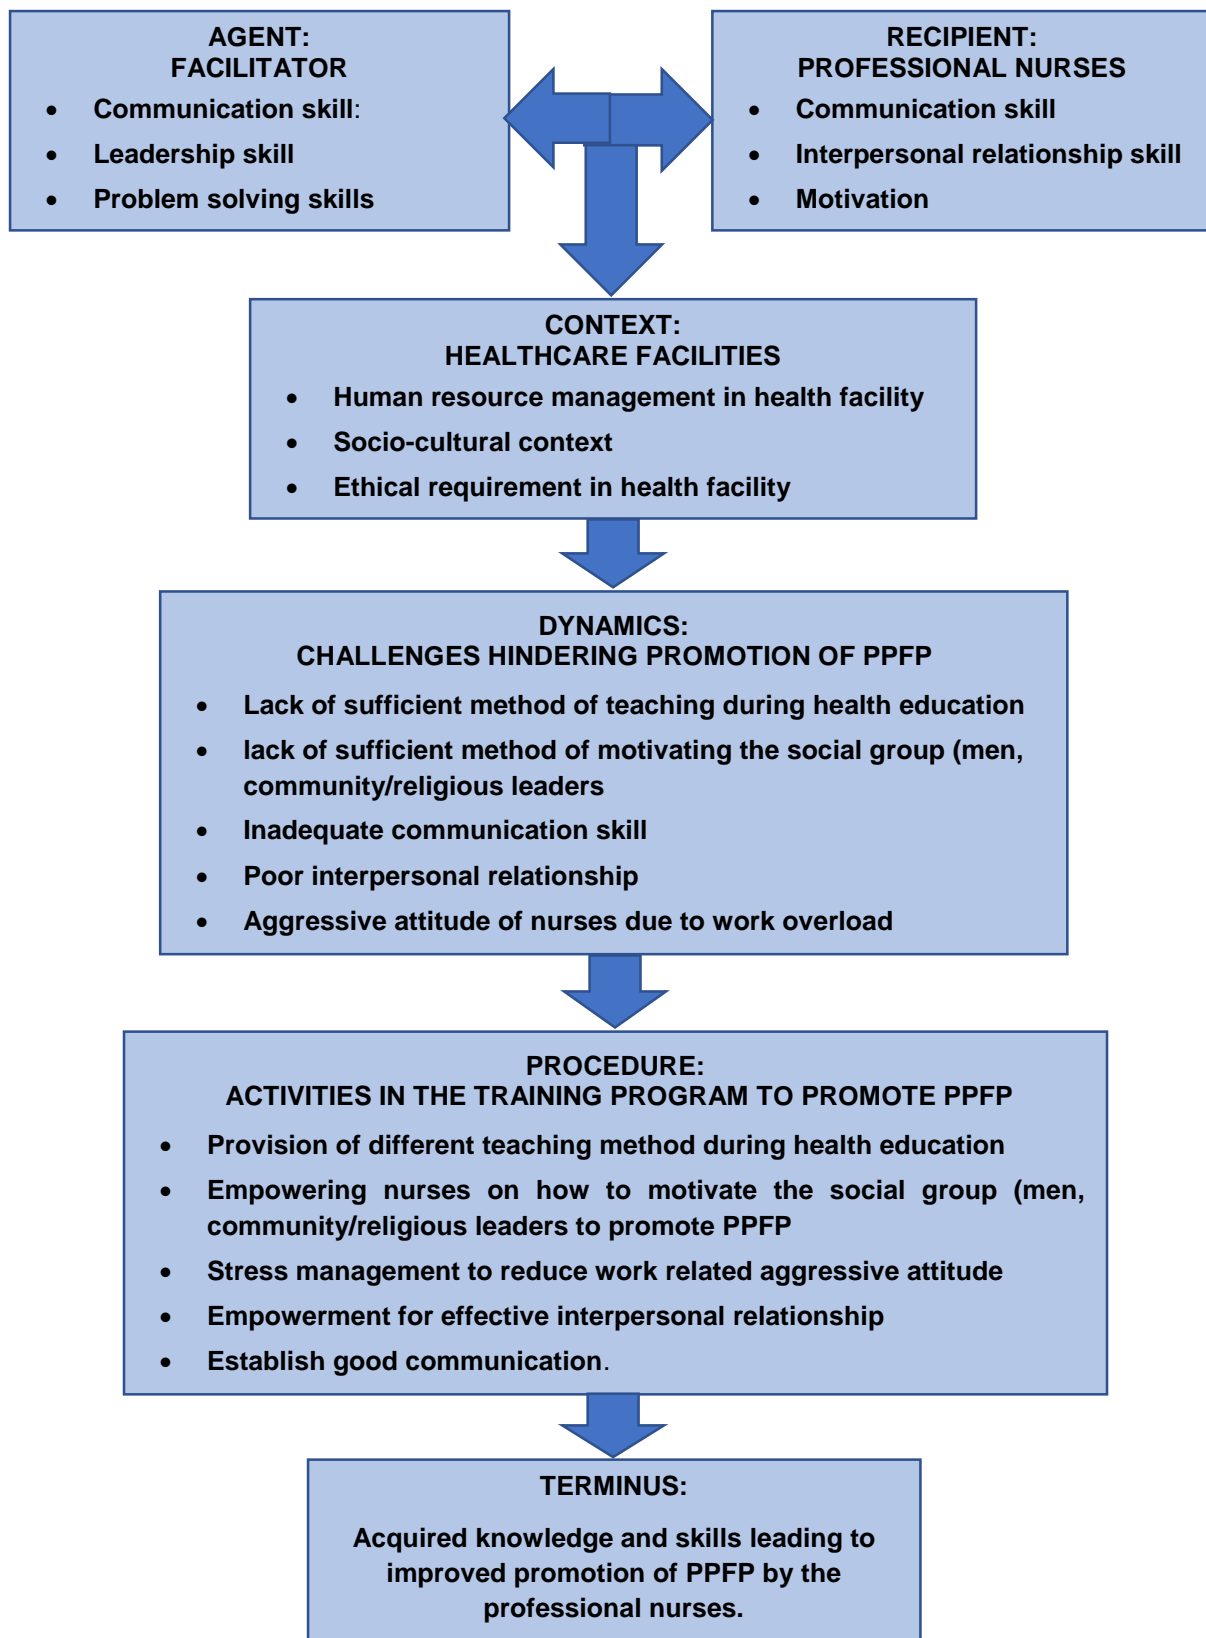 AGENT:
FACILITATOR
• Communication skill:
• Leadership skill
• Problem solving skills
RECIPIENT:
PROFESSIONAL NURSES
• Communication skill
• Interpersonal relationship skill
• Motivation
CONTEXT:
HEALTHCARE FACILITIES
• Human resource management in health facility
• Socio-cultural context
• Ethical requirement in health facility
DYNAMICS:
CHALLENGES HINDERING PROMOTION OF PPFP
• Lack of sufficient method of teaching during health education
• lack of sufficient method of motivating the social group (men,
community/religious leaders
• Inadequate communication skill
• Poor interpersonal relationship
• Aggressive attitude of nurses due to work overload
PROCEDURE:
ACTIVITIES IN THE TRAINING PROGRAM TO PROMOTE PPFP
• Provision of different teaching method during health education
• Empowering nurses on how to motivate the social group (men,
community/religious leaders to promote PPFP
• Stress management to reduce work related aggressive attitude
• Empowerment for effective interpersonal relationship
• Establish good communication.
TERMINUS:
Acquired knowledge and skills leading to
improved promotion of PPFP by the
professional nurses.